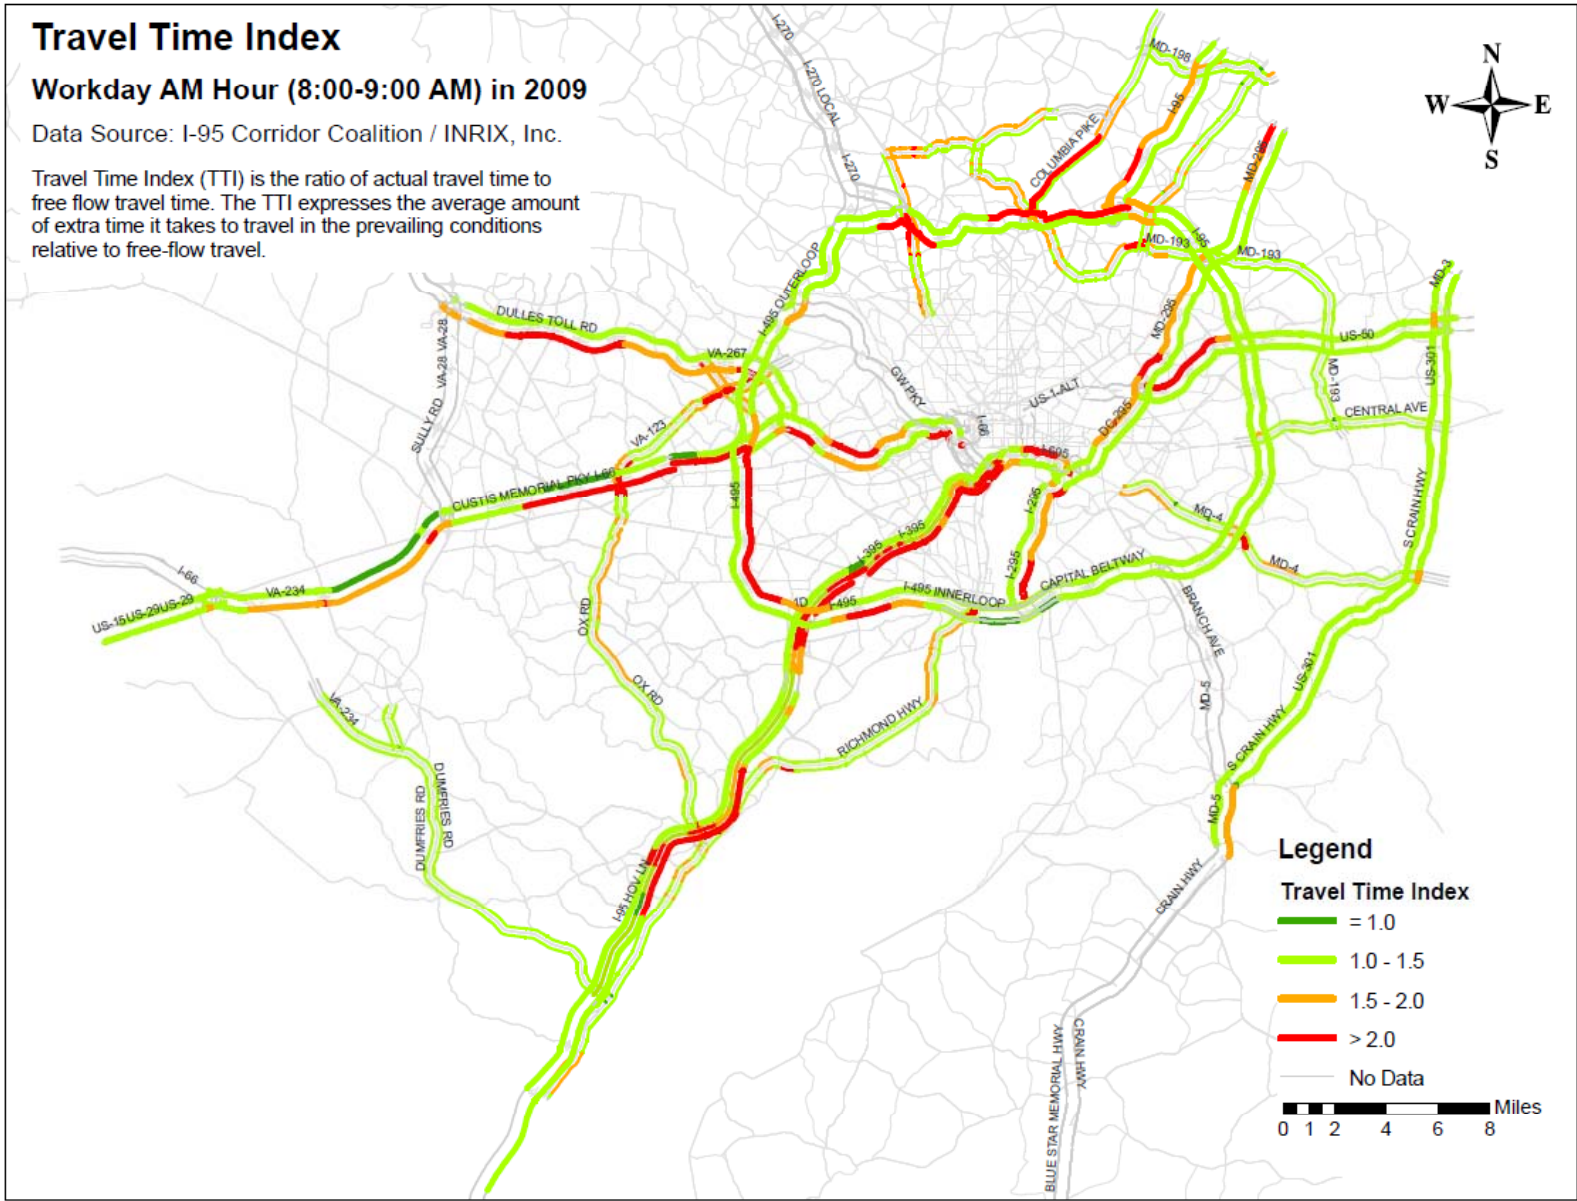 Travel Time Index
Workday AM Hour (8:00-9:00 AM) in 2009
Data Source: I-95 Corridor Coalition / INRIX, Inc.
Travel Time Index (TTI) is the ratio of actual travel time to
free flow travel time. The TTI expresses the average amount
of extra time it takes to travel in the prevailing conditions
relative to free-flow travel.
N
W
E
S
I-270
I-270 LOCAL
I-270
MD-198
I-95
COLUMBIA PIKE
MD-295
MD-193
I-95
MD-193
MD-3
I-495 OUTERLOOP
DULLES TOLL RD
VA-267
VA-28
VA-28
MD-295
US-50
US-301
MD-193
GW PKY
US-1-ALT
I-66
DC-295
CENTRAL AVE
SULLY RD
VA-123
I-695
CUSTIS MEMORIAL PKY I-66
I-495
I-295
S CRAIN HWY
MD-4
I-395
I-395
I-295
CAPITAL BELTWAY
MD-4
I-66
VA-234
US-15US-29US-29
I-495
I-495 INNERLOOP
BRANCH AVE
OX RD
OX RD
MD-5
US-301
VA-234
RICHMOND HWY
S CRAIN HWY
DUMFRIES RD
DUMFRIES RD
MD-5
I-95 HOV LN
CRAIN HWY
BLUE STAR MEMORIAL HWY
CRAIN HWY
Legend
Travel Time Index
= 1.0
1.0 - 1.5
1.5 - 2.0
> 2.0
No Data
Miles
0 1 2 4 6 8